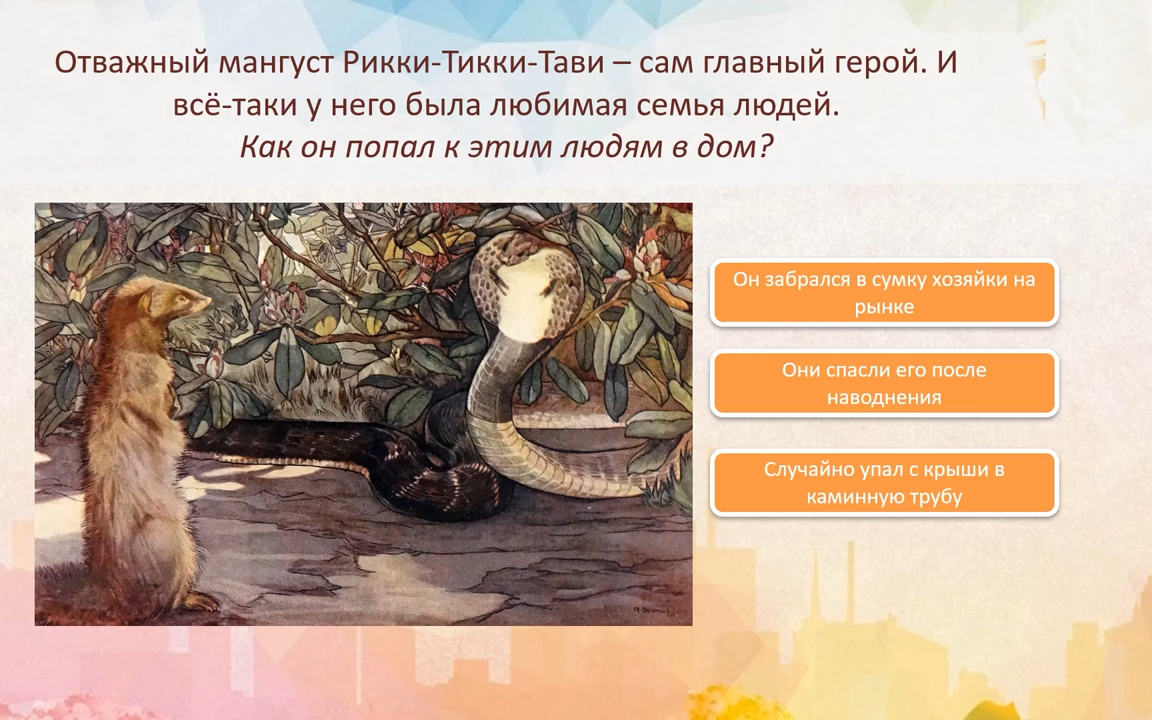 Отважный мангуст Рикки-Тикки-Тави – сам главный герой. И
всё-таки у него была любимая семья людей.
Как он попал к этим людям в дом?
Он забрался в сумку хозяйки на
рынке
Они спасли его после
наводнения
Случайно упал с крыши в
каминную трубу